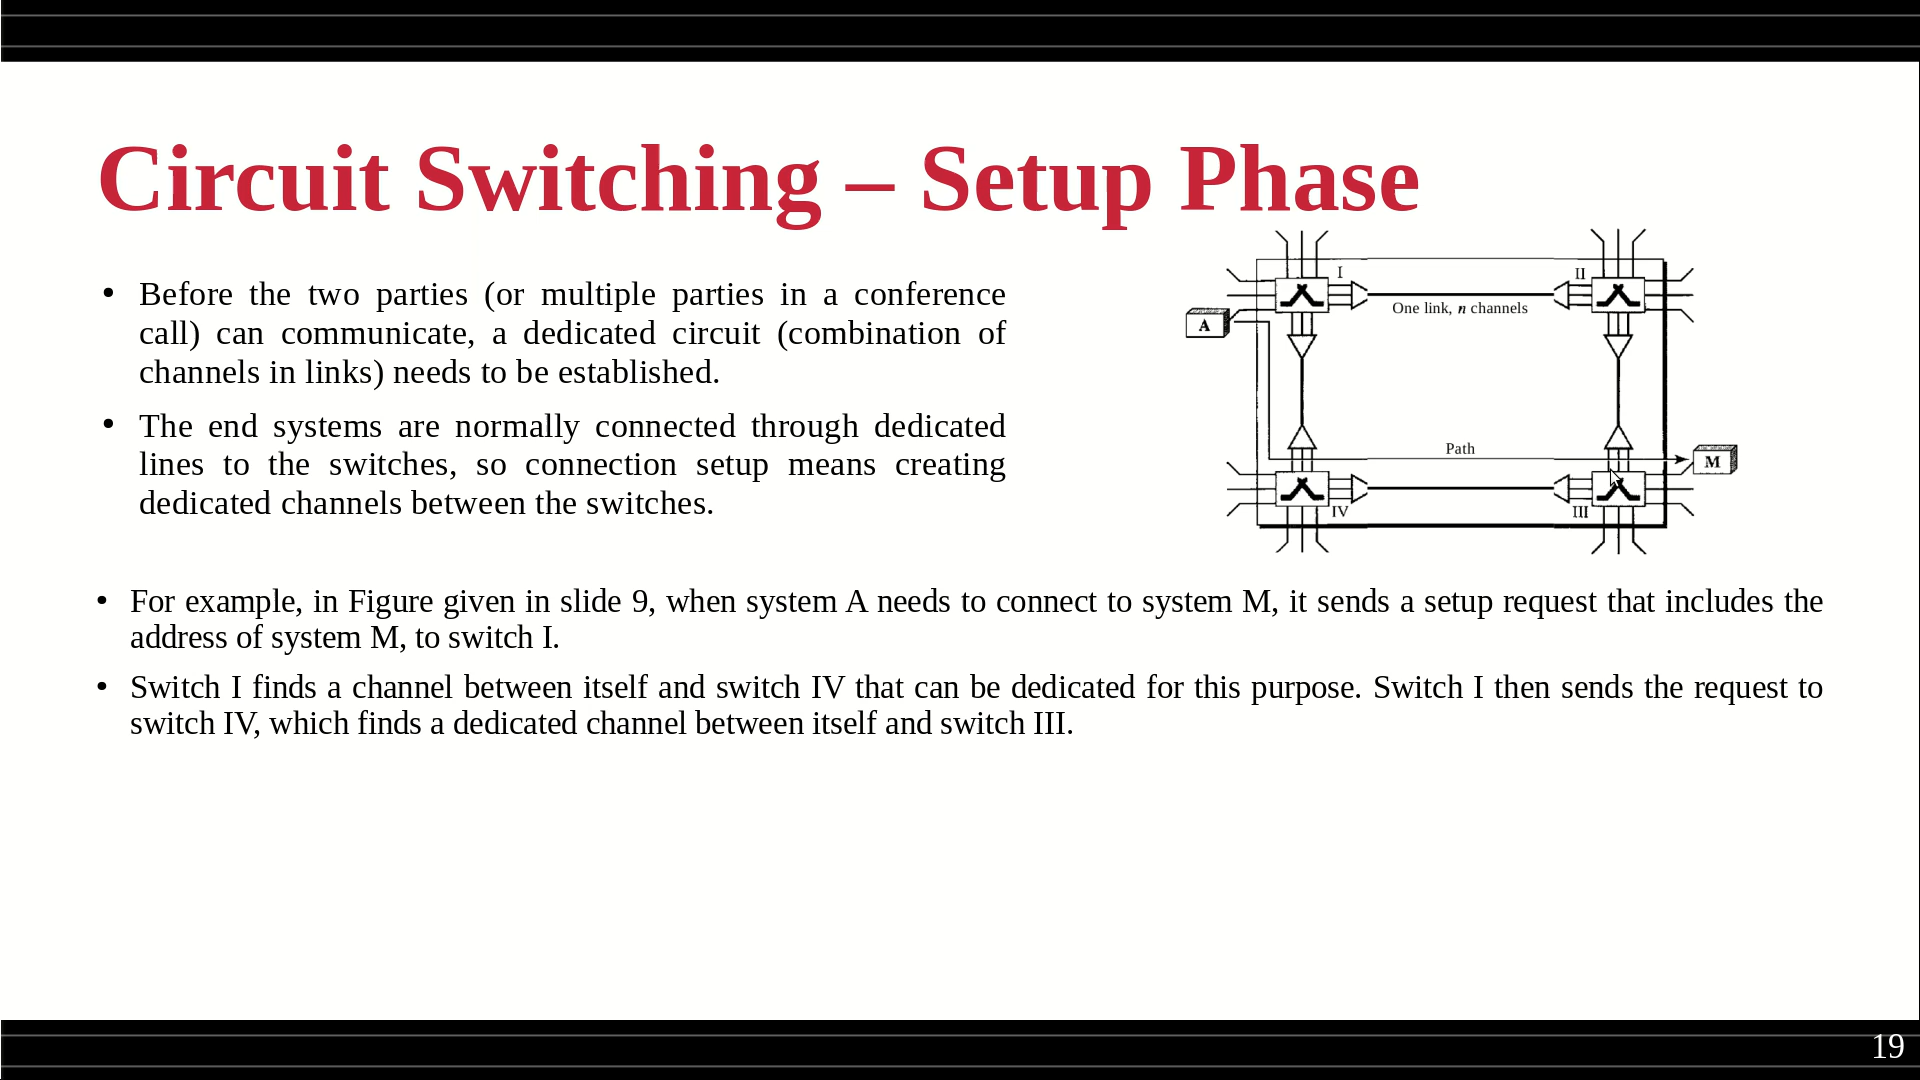 Circuit Switching – Setup Phase
• Before the two parties (or multiple parties in a conference
call) can communicate, a dedicated circuit (combination of
channels in links) needs to be established.
• The end systems are normally connected through dedicated
lines to the switches, so connection setup means creating
dedicated channels between the switches.
I
II
One link, n channels
A
Path
M
IV
III
• For example, in Figure given in slide 9, when system A needs to connect to system M, it sends a setup request that includes the
address of system M, to switch I.
• Switch I finds a channel between itself and switch IV that can be dedicated for this purpose. Switch I then sends the request to
switch IV, which finds a dedicated channel between itself and switch III.
19